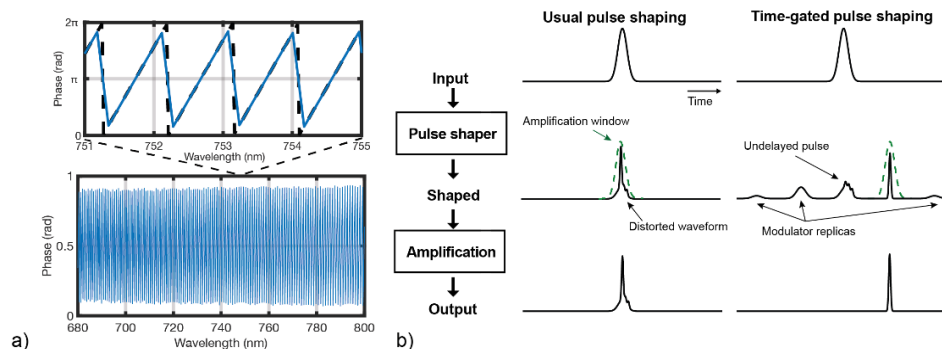 2π
π
0
Phase (rad)
751
752
753
754
755
Wavelength (nm)
1
0.5
0
Phase (rad)
680
700
720
740
760
780
800
Wavelength (nm)
a)
Input
Pulse shaper
Shaped
Amplification
Output
b)
Usual pulse shaping
Time
Amplification window
Distorted waveform
Time-gated pulse shaping
Undelayed pulse
Modulator replicas